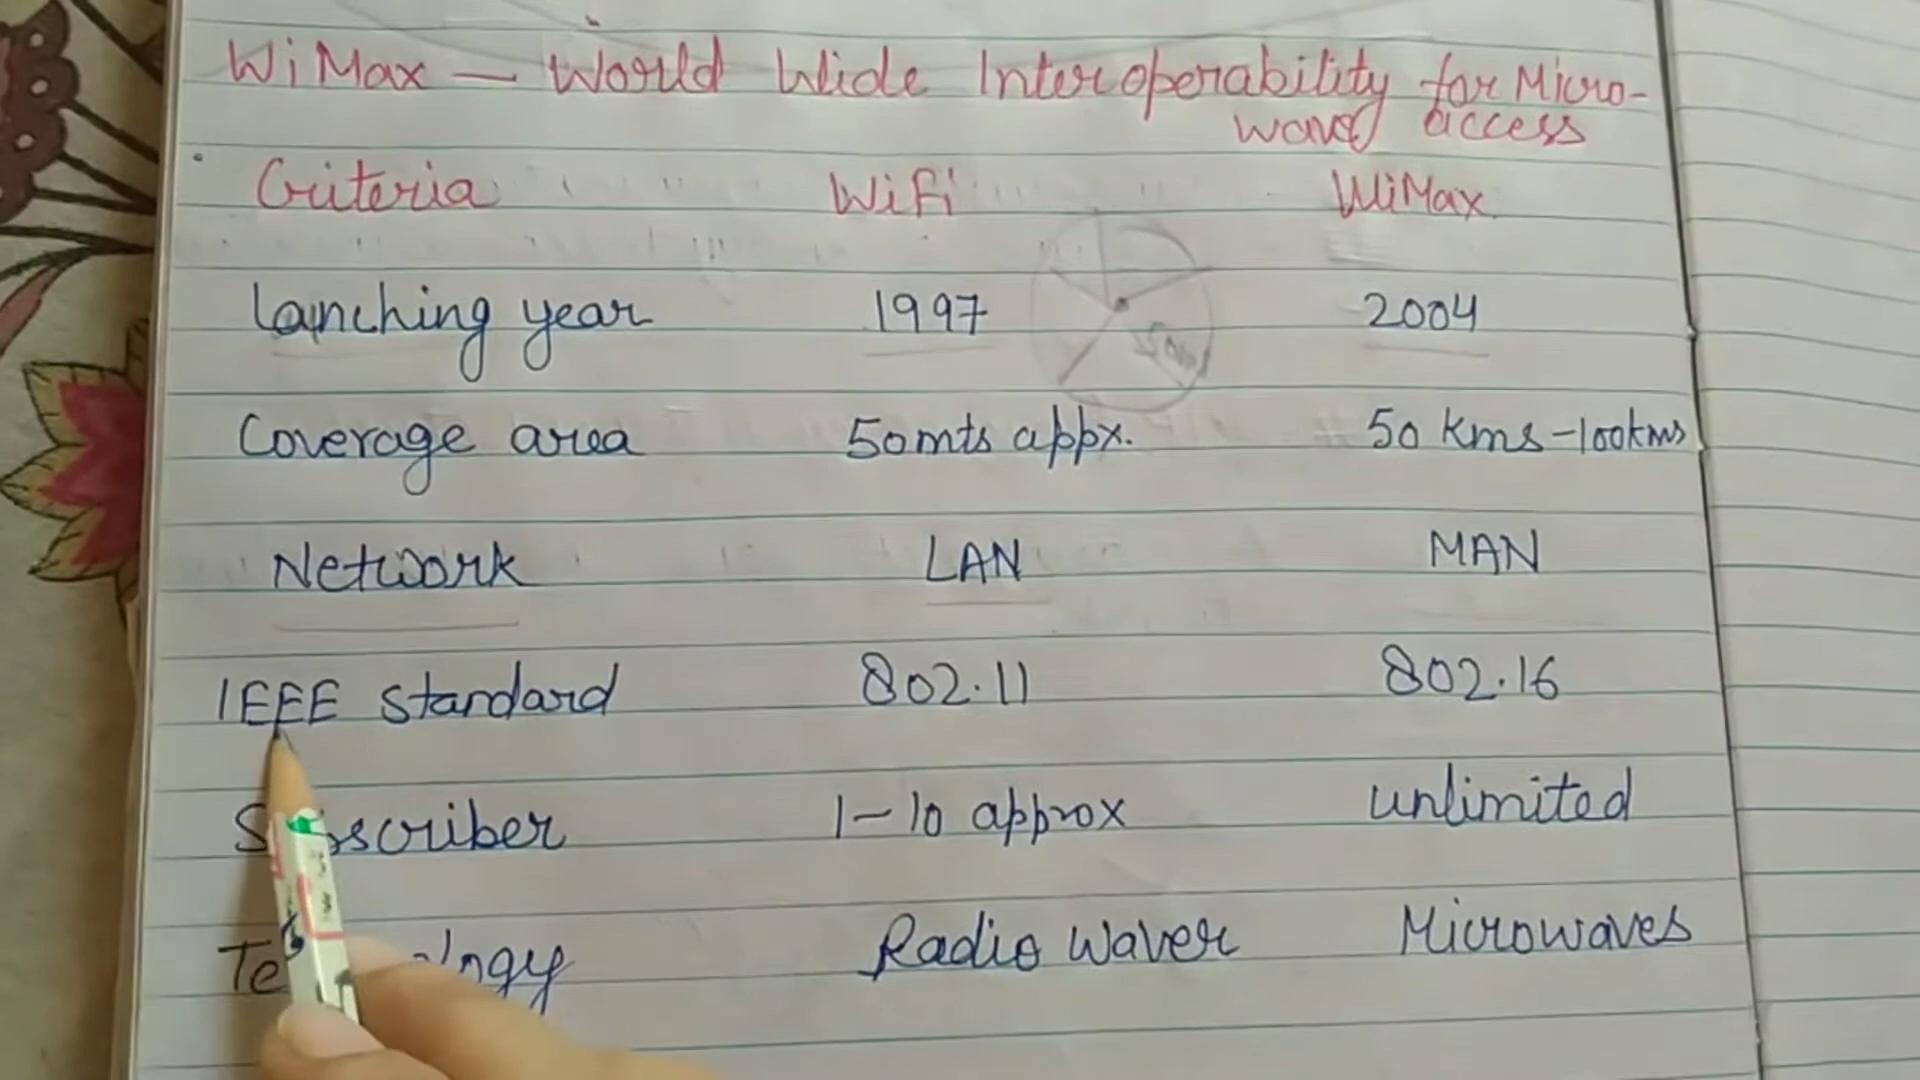 WiMax — World Wide Interoperability for Micro-
wave access
Criteria WiFi WiMax
Lanching year 1997 2004
Coverage area 50mts appx. 50 kms-100kms
Network LAN MAN
IEEE standard 802.11 802.16
1-10 approx unlimited
Radio waver Microwaves